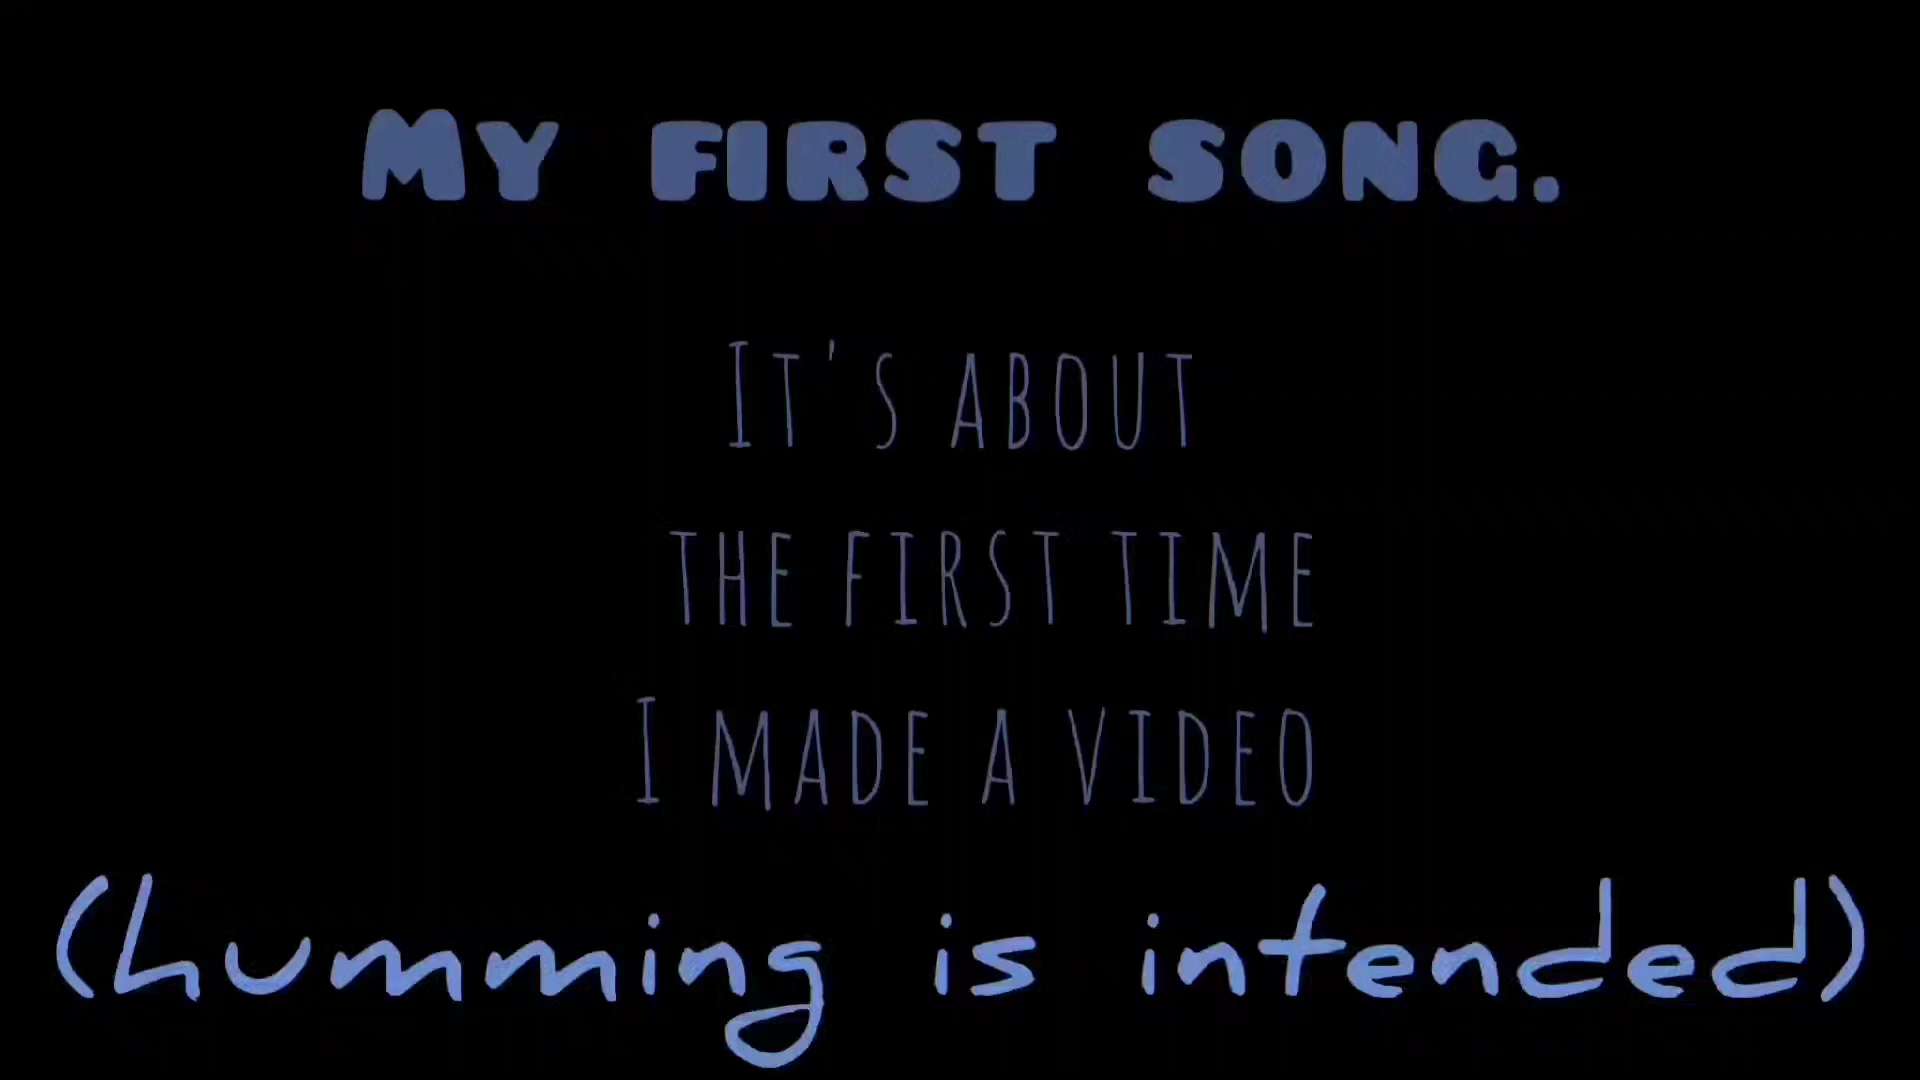 My first song.
It's about
the first time
I made a video
(humming is intended)